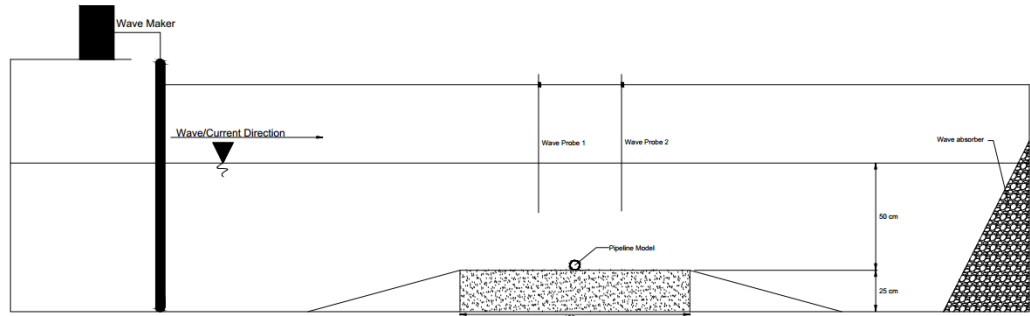 Wave Maker
Wave/Current Direction
Wave Probe 1
Wave Probe 2
Wave absorber
50 cm
Pipeline Model
25 cm